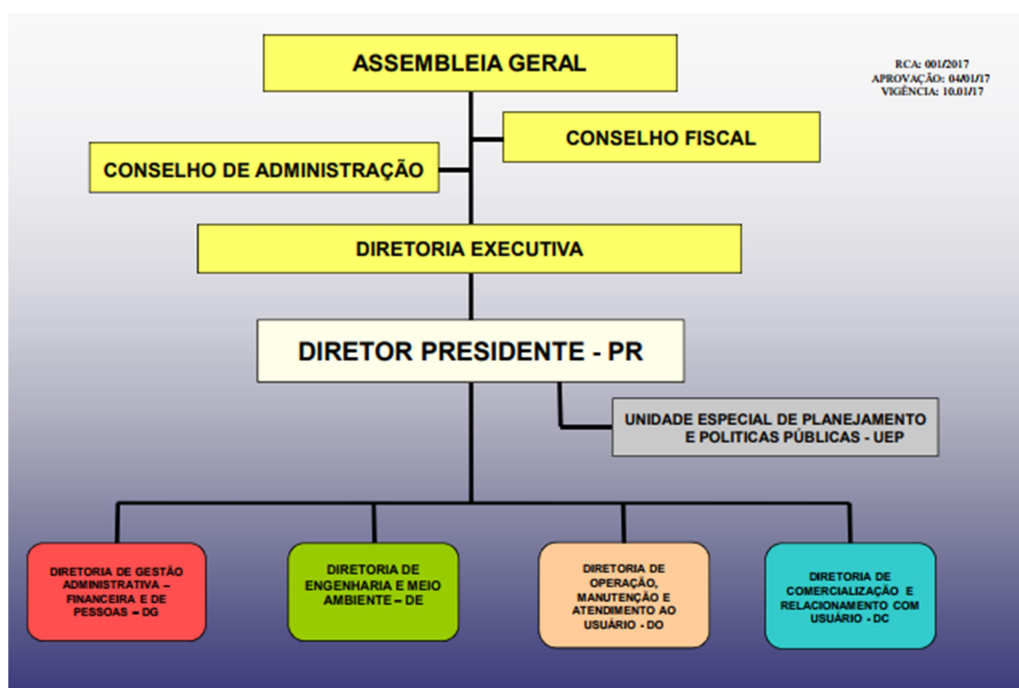 ASSEMBLEIA GERAL
RCA: 001/2017
APROVAÇÃO: 04/01/17
VIGÊNCIA: 10.01/17
CONSELHO FISCAL
CONSELHO DE ADMINISTRAÇÃO
DIRETORIA EXECUTIVA
DIRETOR PRESIDENTE - PR
UNIDADE ESPECIAL DE PLANEJAMENTO
E POLITICAS PÚBLICAS - UEP
DIRETORIA DE GESTÃO
ADMINISTRATIVA –
FINANCEIRA E DE
PESSOAS – DG
DIRETORIA DE
ENGENHARIA E MEIO
AMBIENTE – DE
DIRETORIA DE
OPERAÇÃO,
MANUTENÇÃO E
ATENDIMENTO AO
USUÁRIO - DO
DIRETORIA DE
COMERCIALIZAÇÃO E
RELACIONAMENTO COM
USUÁRIO - DC